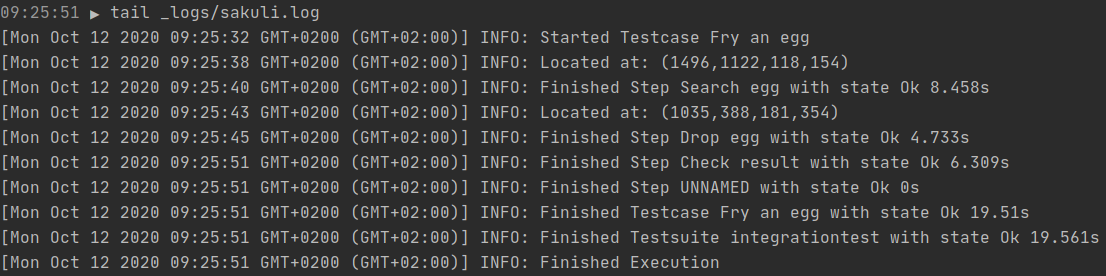 09:25:51 ▶ tail _logs/sakuli.log
[Mon Oct 12 2020 09:25:32 GMT+0200 (GMT+02:00)] INFO: Started Testcase Fry an egg
[Mon Oct 12 2020 09:25:38 GMT+0200 (GMT+02:00)] INFO: Located at: (1496,1122,118,154)
[Mon Oct 12 2020 09:25:40 GMT+0200 (GMT+02:00)] INFO: Finished Step Search egg with state Ok 8.458s
[Mon Oct 12 2020 09:25:43 GMT+0200 (GMT+02:00)] INFO: Located at: (1035,388,181,354)
[Mon Oct 12 2020 09:25:45 GMT+0200 (GMT+02:00)] INFO: Finished Step Drop egg with state Ok 4.733s
[Mon Oct 12 2020 09:25:51 GMT+0200 (GMT+02:00)] INFO: Finished Step Check result with state Ok 6.309s
[Mon Oct 12 2020 09:25:51 GMT+0200 (GMT+02:00)] INFO: Finished Step UNNAMED with state Ok 0s
[Mon Oct 12 2020 09:25:51 GMT+0200 (GMT+02:00)] INFO: Finished Testcase Fry an egg with state Ok 19.51s
[Mon Oct 12 2020 09:25:51 GMT+0200 (GMT+02:00)] INFO: Finished Testsuite integrationtest with state Ok 19.561s
[Mon Oct 12 2020 09:25:51 GMT+0200 (GMT+02:00)] INFO: Finished Execution